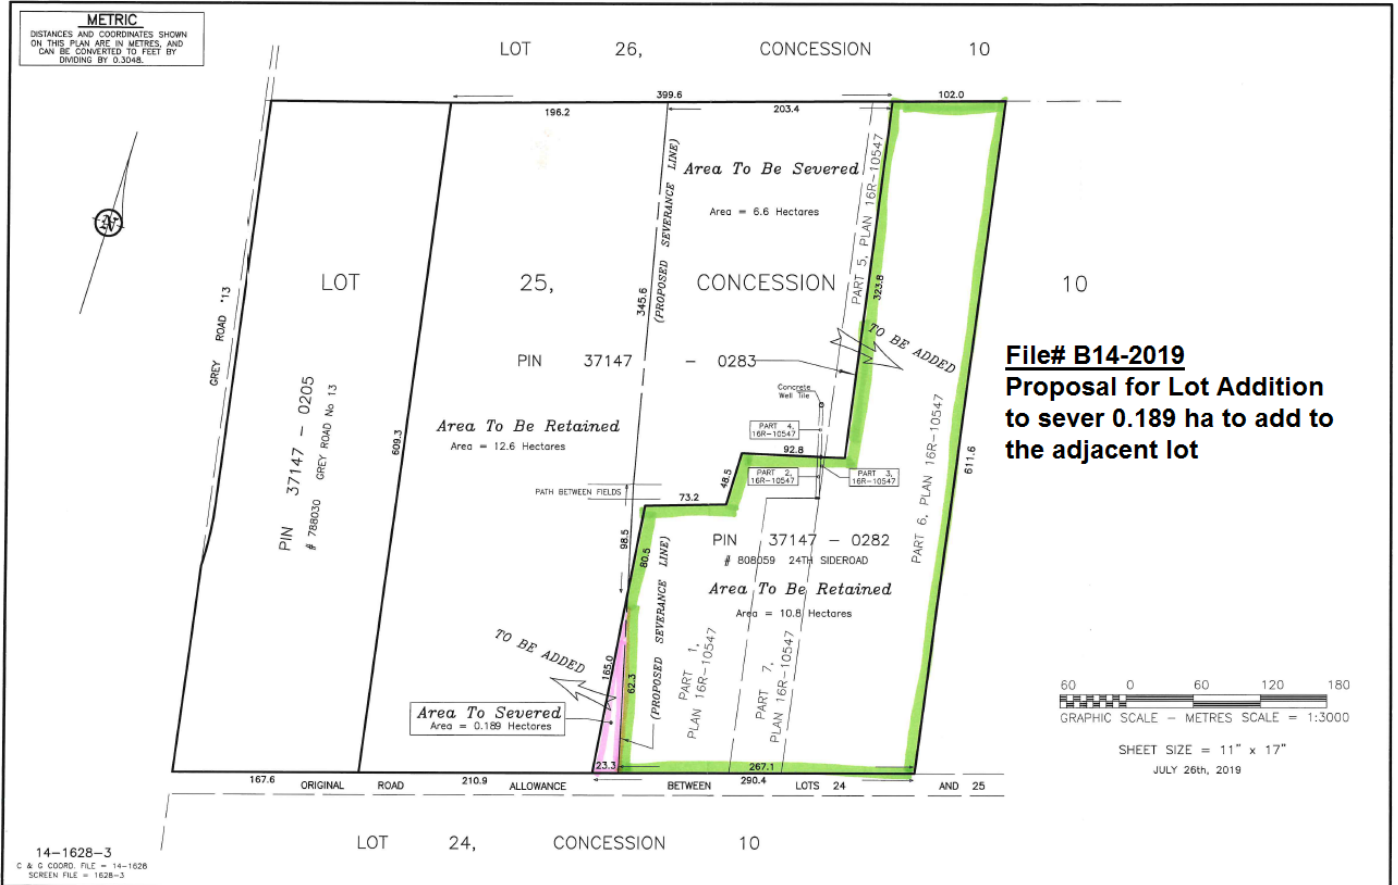 METRIC
DISTANCES AND COORDINATES SHOWN
ON THIS PLAN ARE IN METRES, AND
CAN BE CONVERTED TO FEET BY
DIVIDING BY 0.3048.
LOT 26, CONCESSION 10
399.6
102.0
196.2
203.4
Area To Be Severed
Area = 6.6 Hectares
(PROPOSED SEVERANCE LINE)
PART 5, PLAN 16R-10547
N
LOT 25, CONCESSION 10
345.6
323.8
GREY ROAD #13
TO BE ADDED
PIN 37147 - 0283
File# B14-2019
Proposal for Lot Addition
to sever 0.189 ha to add to
the adjacent lot
PIN 37147 - 0205
# 788030 GREY ROAD No 13
609.3
Concrete
Well Tile
Area To Be Retained
Area = 12.6 Hectares
PART 4,
16R-10547
92.8
PART 6, PLAN 16R-10547
611.6
PART 2,
16R-10547
PART 3,
16R-10547
48.5
PATH BETWEEN FIELDS
73.2
98.5
80.5
PIN 37147 - 0282
# 808059 24TH SIDEROAD
Area To Be Retained
Area = 10.8 Hectares
(PROPOSED SEVERANCE LINE)
TO BE ADDED
165.0
62.3
PART 1,
PLAN 16R-10547
PART 7,
PLAN 16R-10547
Area To Severed
Area = 0.189 Hectares
60 0 60 120 180
GRAPHIC SCALE - METRES SCALE = 1:3000
SHEET SIZE = 11" x 17"
JULY 26th, 2019
23.3
267.1
167.6
210.9
290.4
ORIGINAL ROAD ALLOWANCE BETWEEN LOTS 24 AND 25
LOT 24, CONCESSION 10
14-1628-3
C & G COORD. FILE = 14-1628
SCREEN FILE = 1628-3